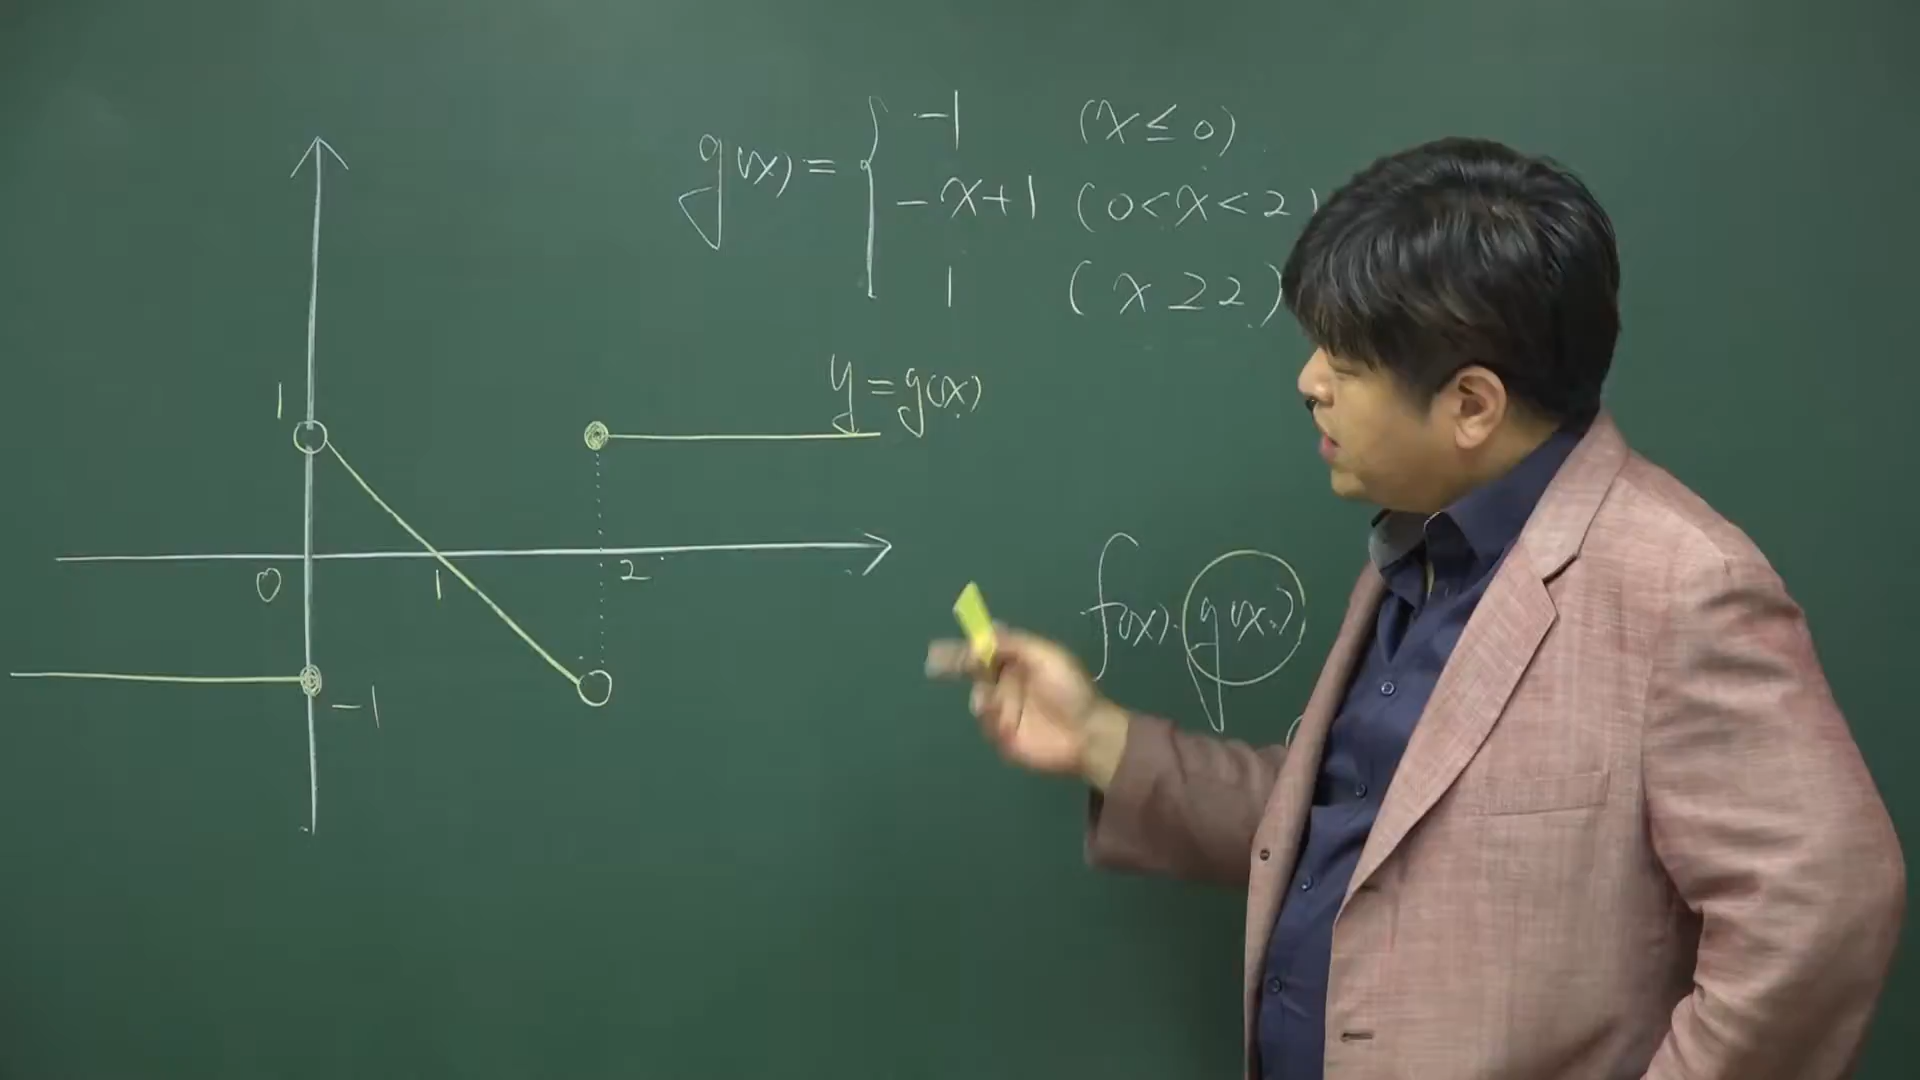 g(x) = { -1 (x ≤ 0)
-x+1 (0<x<2)
1 (x ≥ 2)
y = g(x)
1
0 1 2
-1
f(x)·g(x)